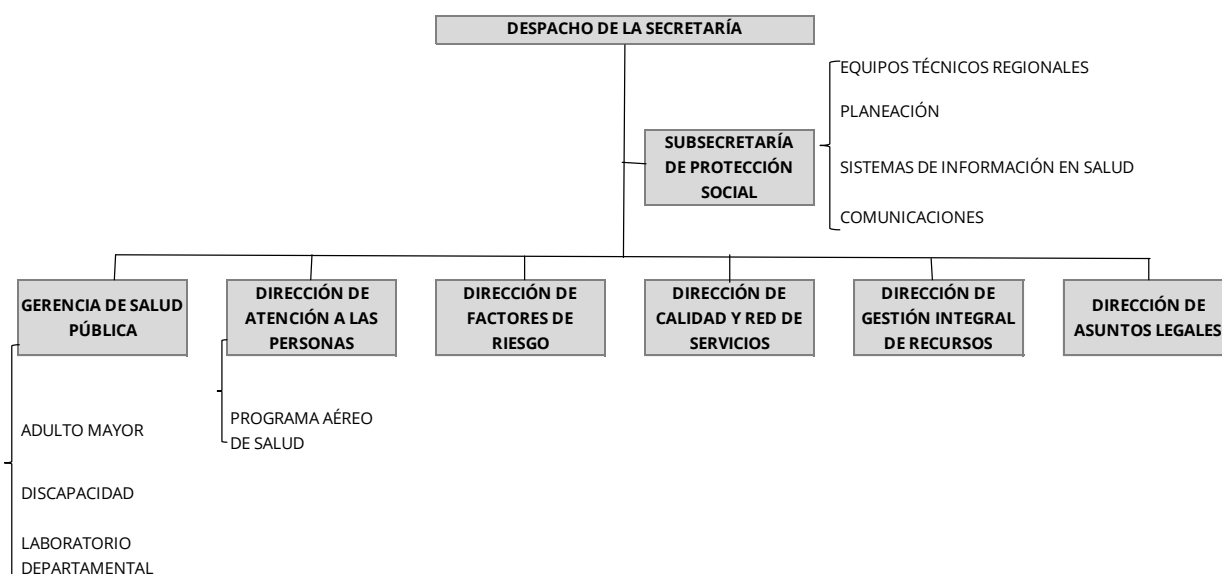 DESPACHO DE LA SECRETARÍA
EQUIPOS TÉCNICOS REGIONALES
PLANEACIÓN
SUBSECRETARÍA
DE PROTECCIÓN
SOCIAL
SISTEMAS DE INFORMACIÓN EN SALUD
COMUNICACIONES
GERENCIA DE SALUD
PÚBLICA
DIRECCIÓN DE
ATENCIÓN A LAS
PERSONAS
DIRECCIÓN DE
FACTORES DE
RIESGO
DIRECCIÓN DE
CALIDAD Y RED DE
SERVICIOS
DIRECCIÓN DE
GESTIÓN INTEGRAL
DE RECURSOS
DIRECCIÓN DE
ASUNTOS LEGALES
ADULTO MAYOR
DISCAPACIDAD
LABORATORIO
DEPARTAMENTAL
PROGRAMA AÉREO
DE SALUD